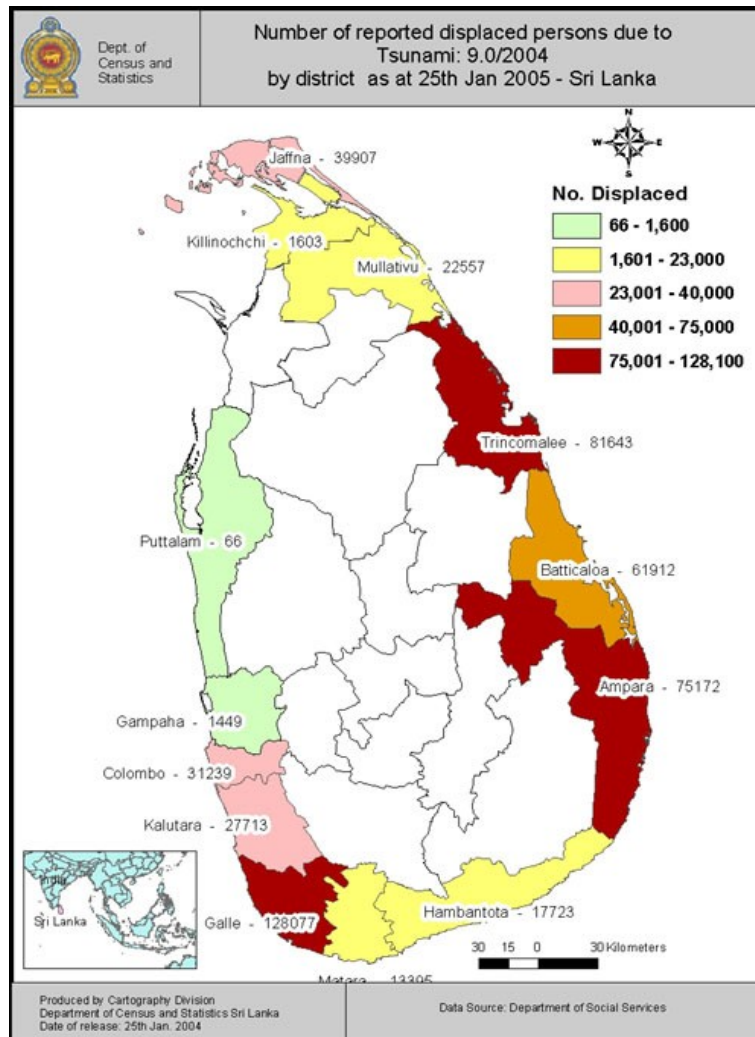 Dept. of
Census and
Statistics
Number of reported displaced persons due to
Tsunami: 9.0/2004
by district as at 25th Jan 2005 - Sri Lanka
N
W E
S
Jaffna - 39907
No. Displaced
66 - 1,600
1,601 - 23,000
23,001 - 40,000
40,001 - 75,000
75,001 - 128,100
Killinochchi - 1603
Mullativu - 22557
Trincomalee - 81643
Puttalam - 66
Batticaloa - 61912
Ampara - 75172
Gampaha - 1449
Colombo - 31239
Kalutara - 27713
India
Sri Lanka
Galle - 128077
Hambantota - 17723
30 15 0 30 Kilometers
Matara - 13395
Produced by Cartography Division
Department of Census and Statistics Sri Lanka
Date of release: 25th Jan. 2004
Data Source: Department of Social Services